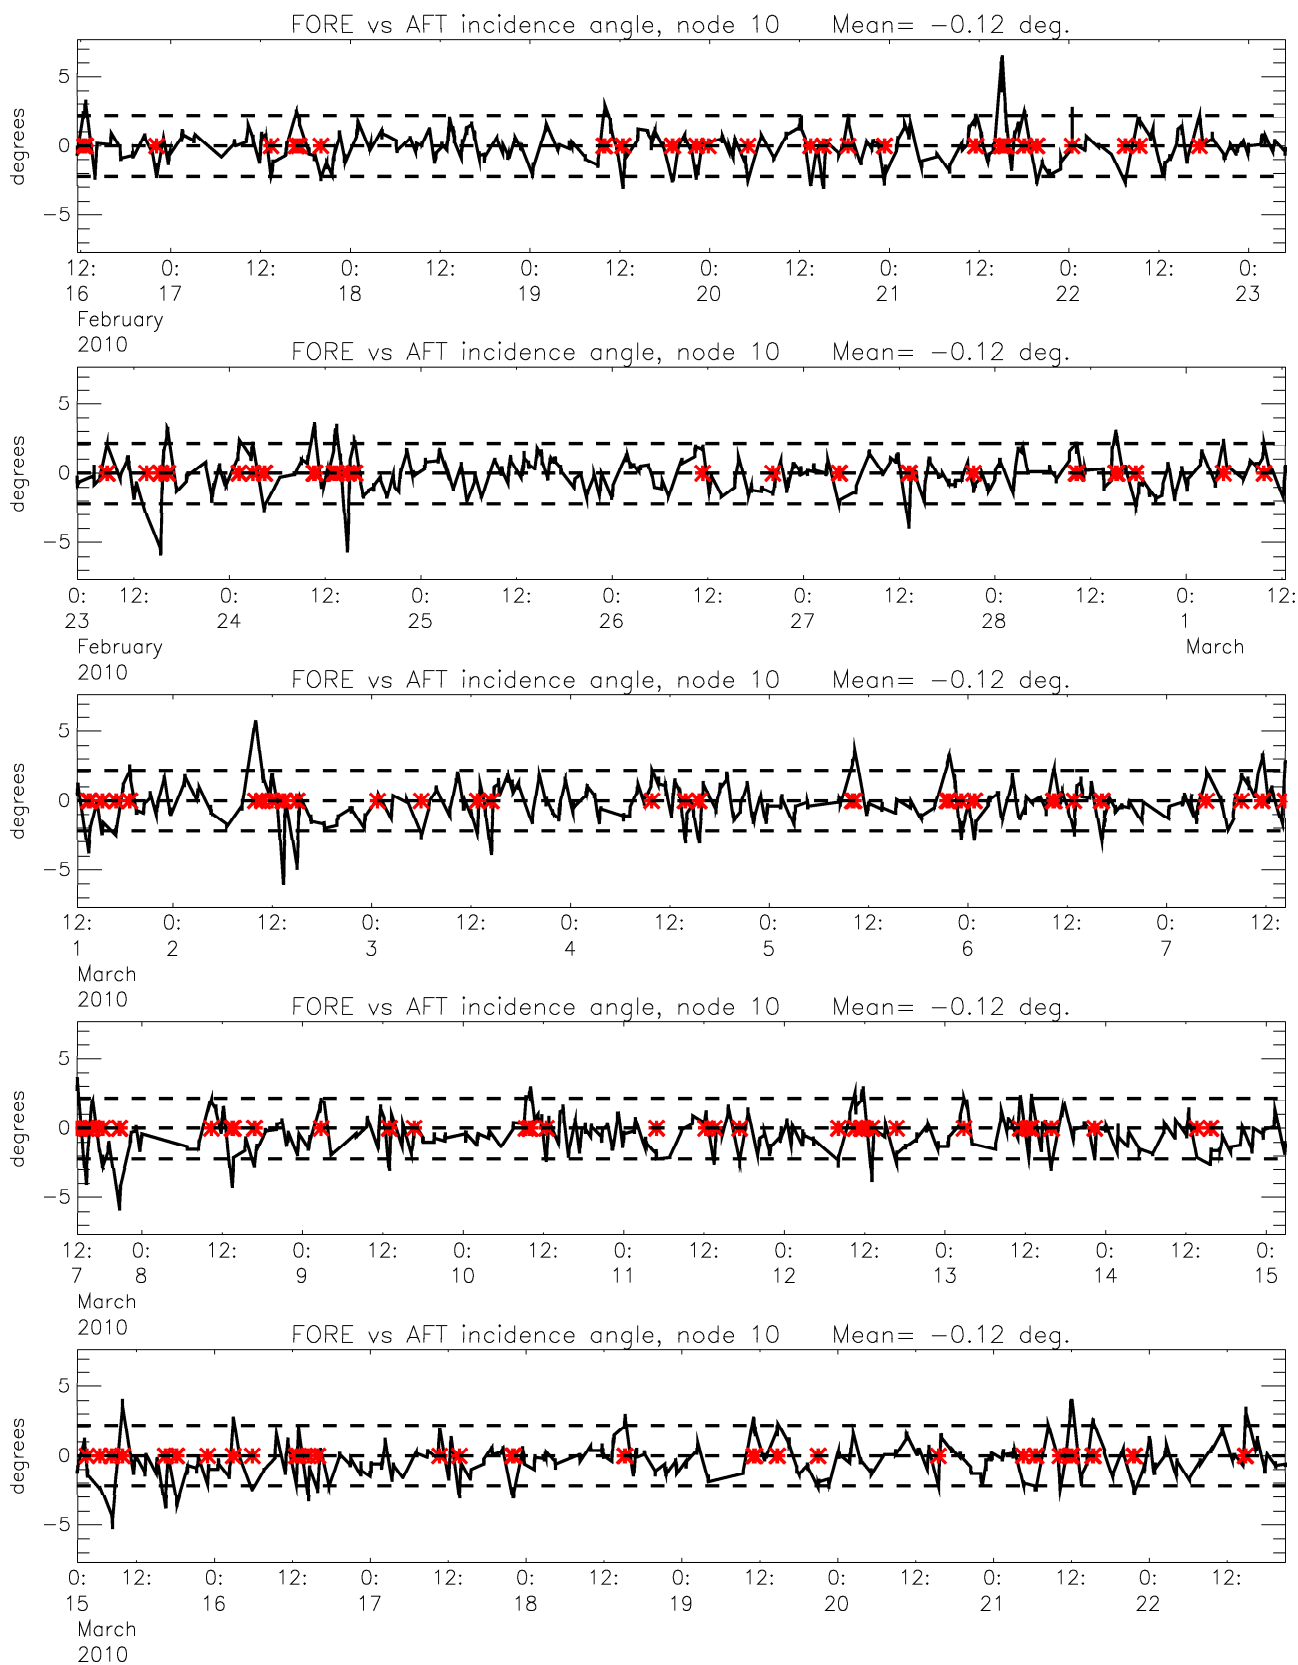 FORE vs AFT incidence angle, node 10 Mean= −0.12 deg.
degrees
5
0
−5
12: 0: 12: 0: 12: 0: 12: 0: 12: 0: 12: 0: 12: 0:
16 17 18 19 20 21 22 23
February
2010
FORE vs AFT incidence angle, node 10 Mean= −0.12 deg.
degrees
5
0
−5
0: 12: 0: 12: 0: 12: 0: 12: 0: 12: 0: 12: 0: 12:
23 24 25 26 27 28 1
February March
2010
FORE vs AFT incidence angle, node 10 Mean= −0.12 deg.
degrees
5
0
−5
12: 0: 12: 0: 12: 0: 12: 0: 12: 0: 12: 0: 12:
1 2 3 4 5 6 7
March
2010
FORE vs AFT incidence angle, node 10 Mean= −0.12 deg.
degrees
5
0
−5
12: 0: 12: 0: 12: 0: 12: 0: 12: 0: 12: 0: 12: 0: 12: 0:
7 8 9 10 11 12 13 14 15
March
2010
FORE vs AFT incidence angle, node 10 Mean= −0.12 deg.
degrees
5
0
−5
0: 12: 0: 12: 0: 12: 0: 12: 0: 12: 0: 12: 0: 12: 0: 12:
15 16 17 18 19 20 21 22
March
2010